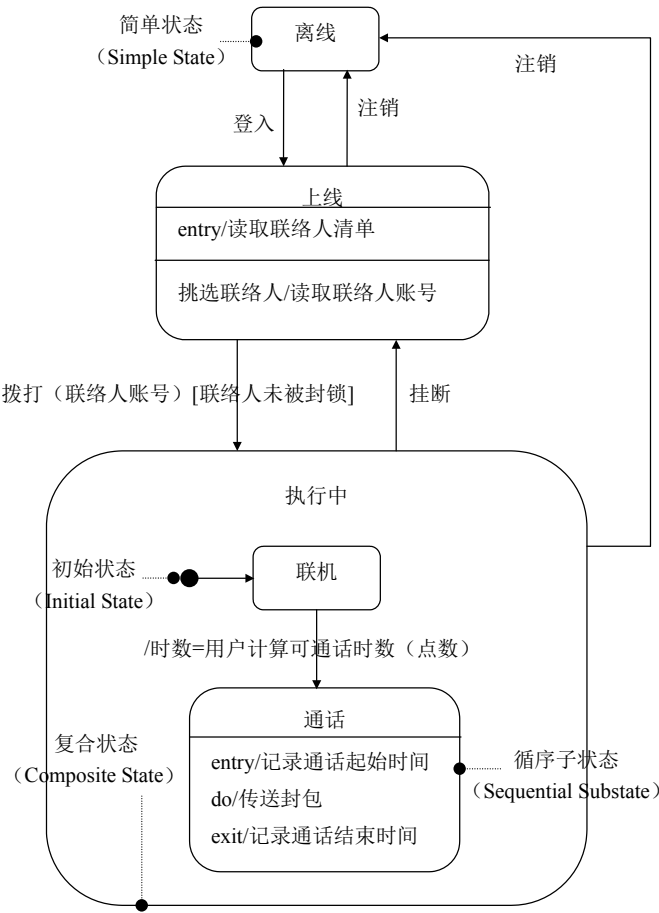 简单状态
（Simple State）
离线
注销
注销
登入
上线
entry/读取联络人清单
挑选联络人/读取联络人账号
拨打（联络人账号）[联络人未被封锁]
挂断
执行中
初始状态
（Initial State）
联机
/时数=用户计算可通话时数（点数）
通话
复合状态
（Composite State）
entry/记录通话起始时间
do/传送封包
exit/记录通话结束时间
循序子状态
（Sequential Substate）